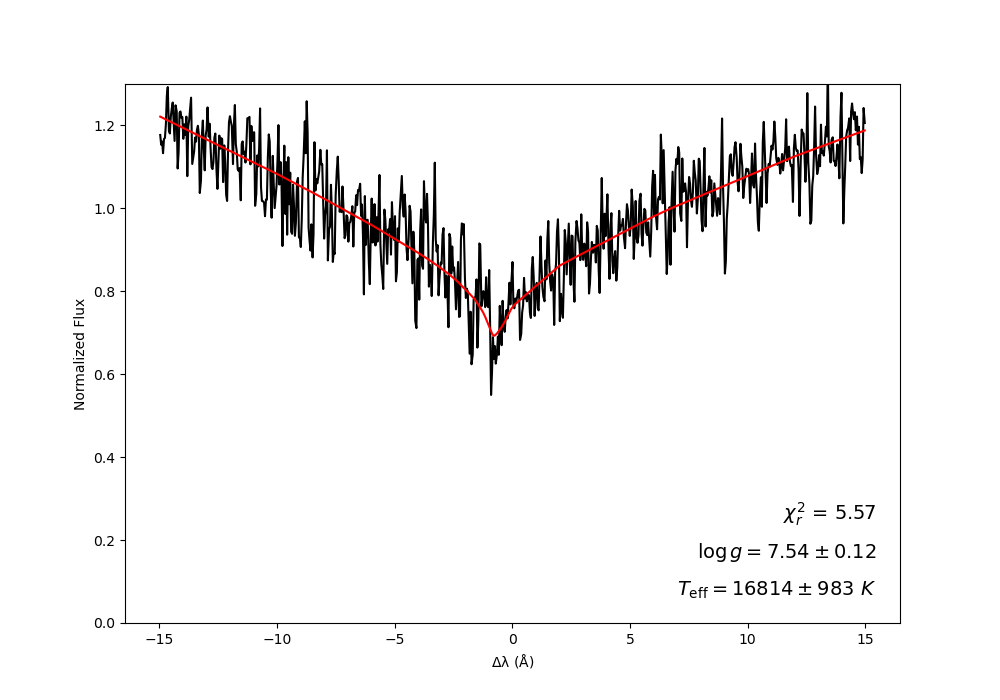 1.2
1.0
0.8
0.6
0.4
0.2
0.0
Normalized Flux
χ²ᵣ = 5.57
log g = 7.54 ± 0.12
T_eff = 16814 ± 983 K
−15 −10 −5 0 5 10 15
Δλ (Å)